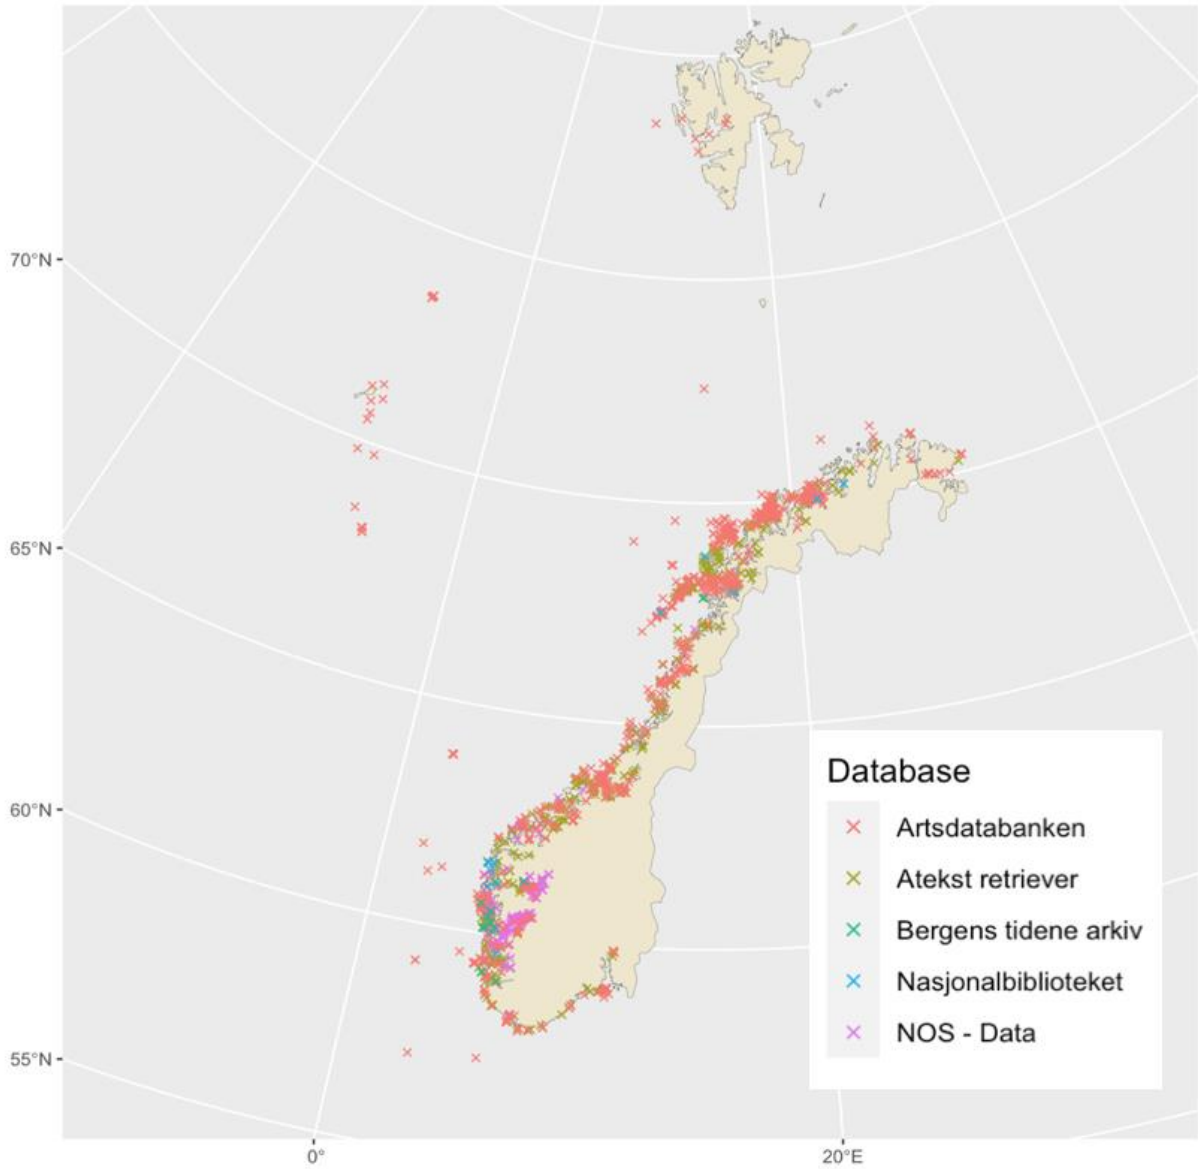 70°N
65°N
60°N
55°N
0°
20°E
Database
Artsdatabanken
Atekst retriever
Bergens tidene arkiv
Nasjonalbiblioteket
NOS - Data